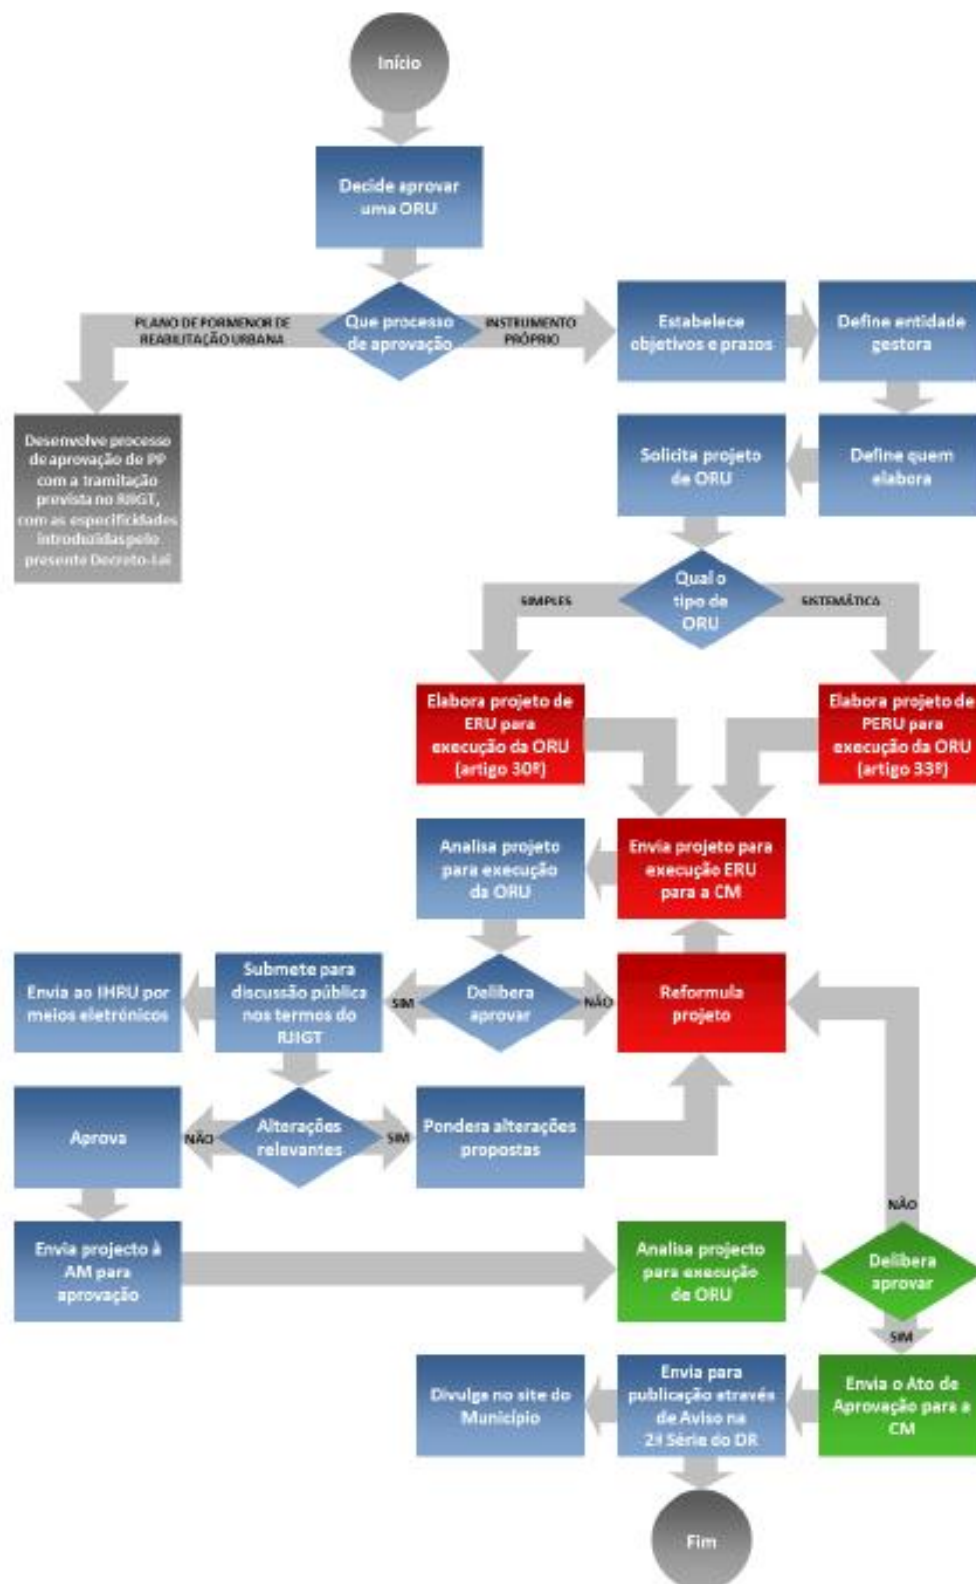 Início
Decide aprovar
uma ORU
Que processo
de aprovação
PLANO DE PORMENOR DE
REABILITAÇÃO URBANA
INSTRUMENTO
PRÓPRIO
Estabelece
objetivos e prazos
Define entidade
gestora
Desenvolve processo
de aprovação de PP
com a tramitação
prevista no RJIGT,
com as especificidades
introduzidas pelo
presente Decreto-Lei
Solicita projeto
de ORU
Define quem
elabora
Qual o
tipo de
ORU
SIMPLES
SISTEMÁTICA
Elabora projeto de
ERU para
execução da ORU
(artigo 30º)
Elabora projeto de
PERU para
execução da ORU
(artigo 33º)
Analisa projeto
para execução
da ORU
Envia projeto para
execução ERU
para a CM
Envia ao IHRU por
meios eletrónicos
Submete para
discussão pública
nos termos do
RJIGT
SIM
Delibera
aprovar
NÃO
Reformula
projeto
Aprova
NÃO
Alterações
relevantes
SIM
Pondera alterações
propostas
NÃO
Envia projecto à
AM para
aprovação
Analisa projecto
para execução
de ORU
Delibera
aprovar
SIM
Divulga no site do
Município
Envia para
publicação através
de Aviso na
2ª Série do DR
Envia o Ato de
Aprovação para a
CM
Fim